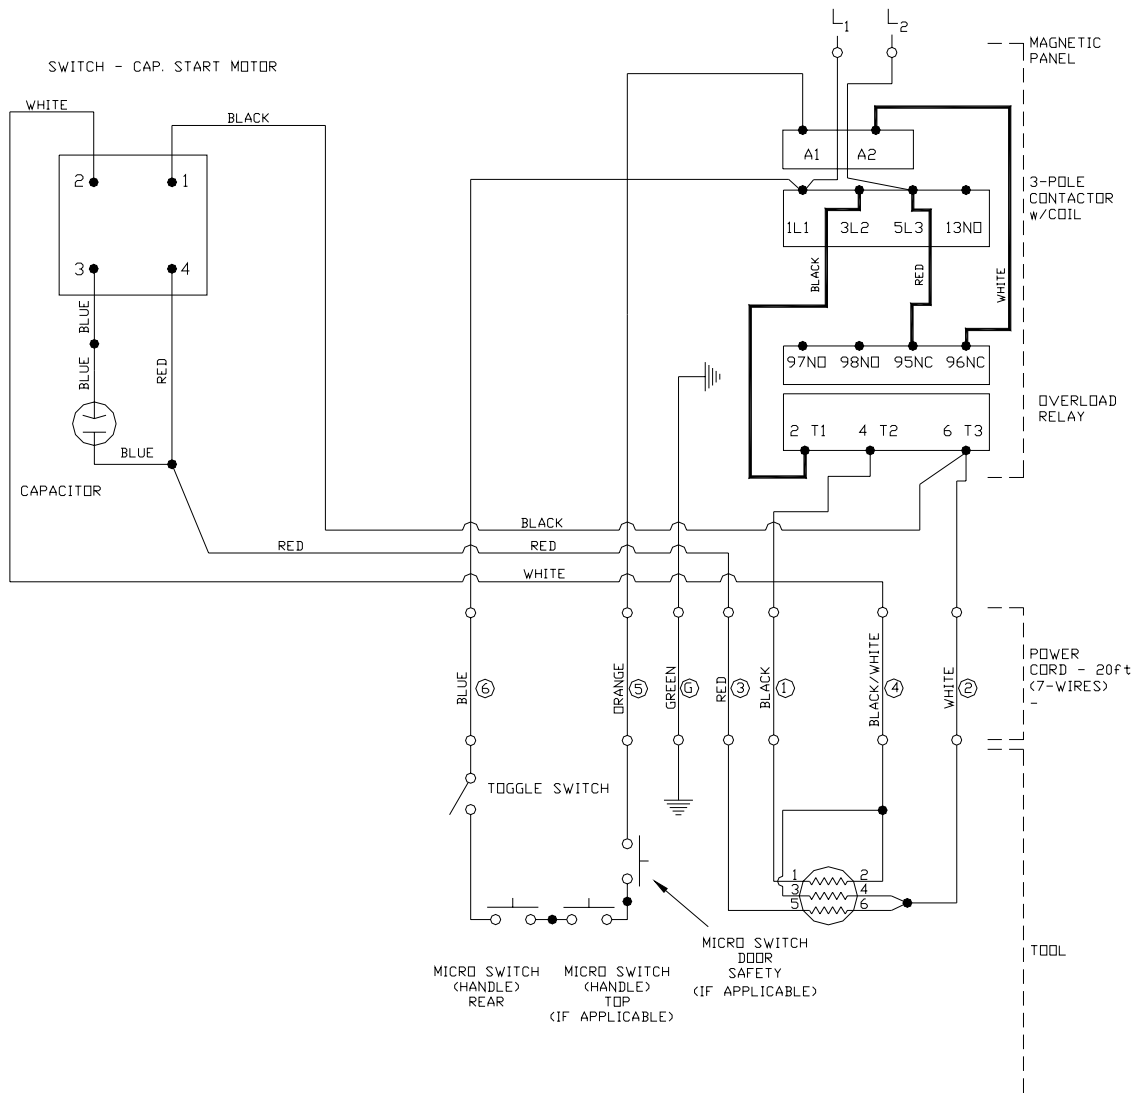 L1
L2
MAGNETIC
PANEL
SWITCH - CAP. START MOTOR
WHITE
BLACK
A1
A2
2
1
3-POLE
CONTACTOR
W/COIL
1L1
3L2
5L3
13NO
3
4
BLACK
RED
WHITE
BLUE
97NO
98NO
95NC
96NC
BLUE
RED
OVERLOAD
RELAY
2 T1
4 T2
6 T3
BLUE
CAPACITOR
BLACK
RED
RED
WHITE
POWER
CORD - 20ft
(7-WIRES)
-
BLUE
6
ORANGE
5
GREEN
G
RED
3
BLACK
1
BLACK/WHITE
4
WHITE
2
TOGGLE SWITCH
1
2
3
4
5
6
MICRO SWITCH
DOOR
SAFETY
(IF APPLICABLE)
TOOL
MICRO SWITCH
(HANDLE)
REAR
MICRO SWITCH
(HANDLE)
TOP
(IF APPLICABLE)